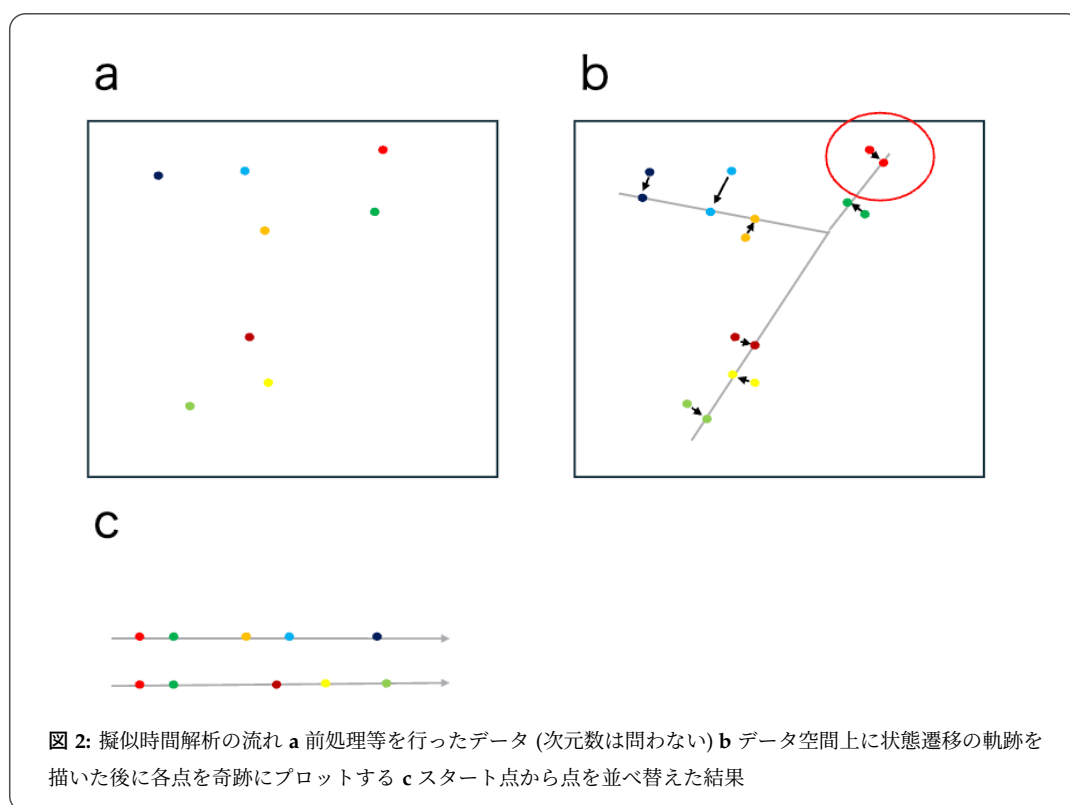 a
b
c
図 2: 擬似時間解析の流れ a 前処理等を行ったデータ (次元数は問わない) b データ空間上に状態遷移の軌跡を
描いた後に各点を奇跡にプロットする c スタート点から点を並べ替えた結果